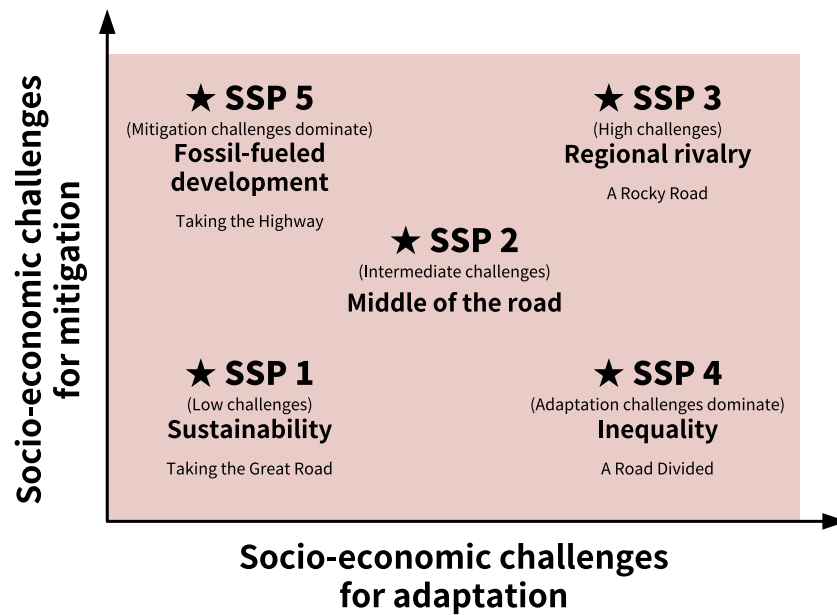 Socio-economic challenges
for mitigation
★ SSP 5
(Mitigation challenges dominate)
Fossil-fueled
development
Taking the Highway
★ SSP 3
(High challenges)
Regional rivalry
A Rocky Road
★ SSP 2
(Intermediate challenges)
Middle of the road
★ SSP 1
(Low challenges)
Sustainability
Taking the Great Road
★ SSP 4
(Adaptation challenges dominate)
Inequality
A Road Divided
Socio-economic challenges
for adaptation